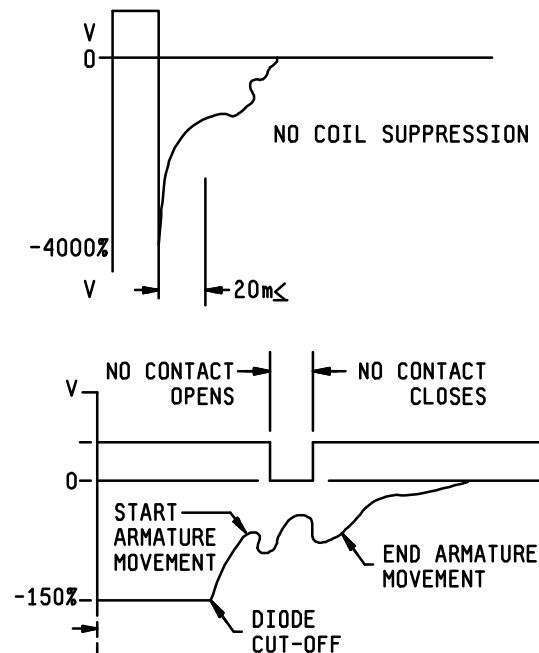 V
0
NO COIL SUPPRESSION
-4000%
V
20m≤
NO CONTACT OPENS
NO CONTACT CLOSES
V
0
START ARMATURE MOVEMENT
END ARMATURE MOVEMENT
-150%
DIODE CUT-OFF